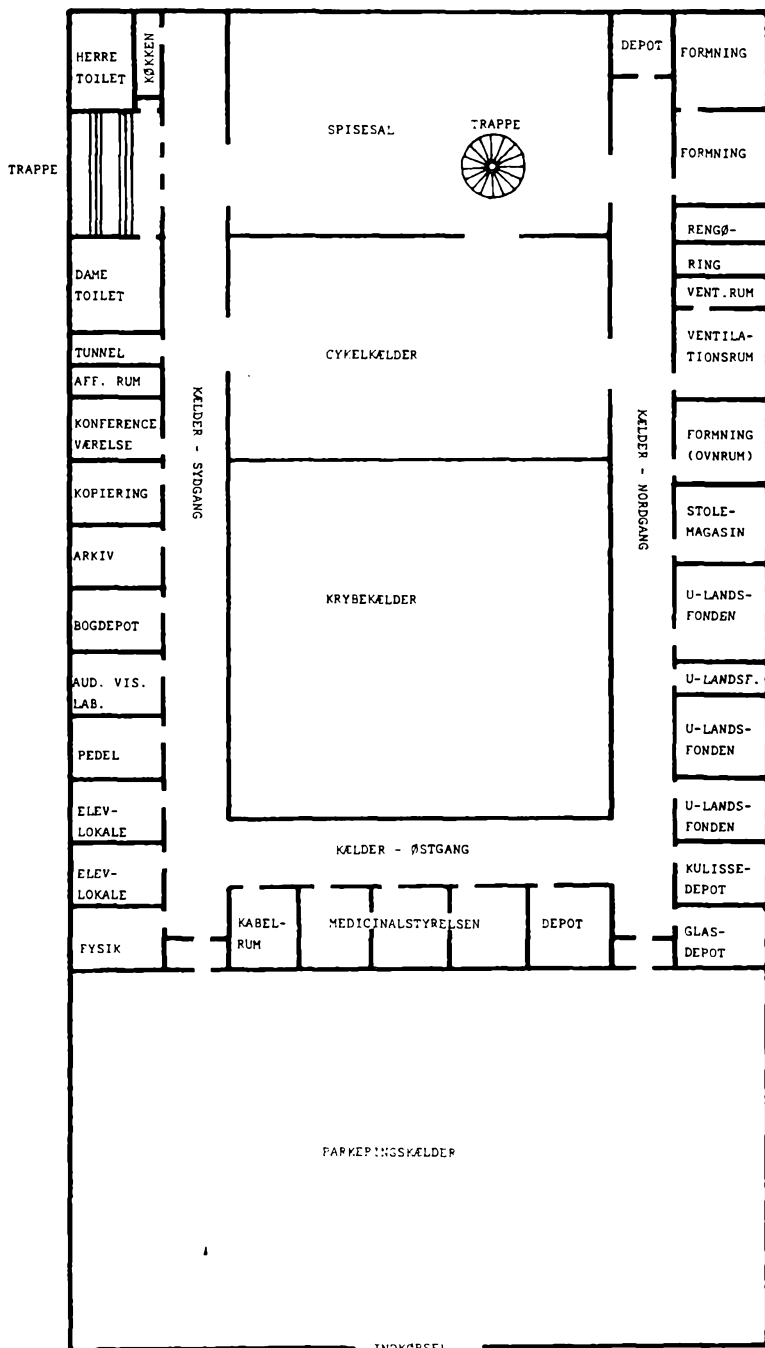 HERRE
TOILET
KØKKEN
TRAPPE
DAME
TOILET
TUNNEL
AFF. RUM
KONFERENCE
VÆRELSE
KOPIERING
ARKIV
BOGDEPOT
AUD. VIS.
LAB.
PEDEL
ELEV-
LOKALE
ELEV-
LOKALE
FYSIK
KÆLDER - SYDGANG
SPISESAL
TRAPPE
CYKELKÆLDER
KRYBEKÆLDER
KÆLDER - ØSTGANG
KABEL-
RUM
MEDICINALSTYRELSEN
DEPOT
DEPOT
KÆLDER - NORDGANG
FORMNING
FORMNING
RENGØ-
RING
VENT.RUM
VENTILA-
TIONSRUM
FORMNING
(OVNRUM)
STOLE-
MAGASIN
U-LANDS-
FONDEN
U-LANDSF.
U-LANDS-
FONDEN
U-LANDS-
FONDEN
KULISSE-
DEPOT
GLAS-
DEPOT
PARKERINGSKÆLDER
INDKØRSEL